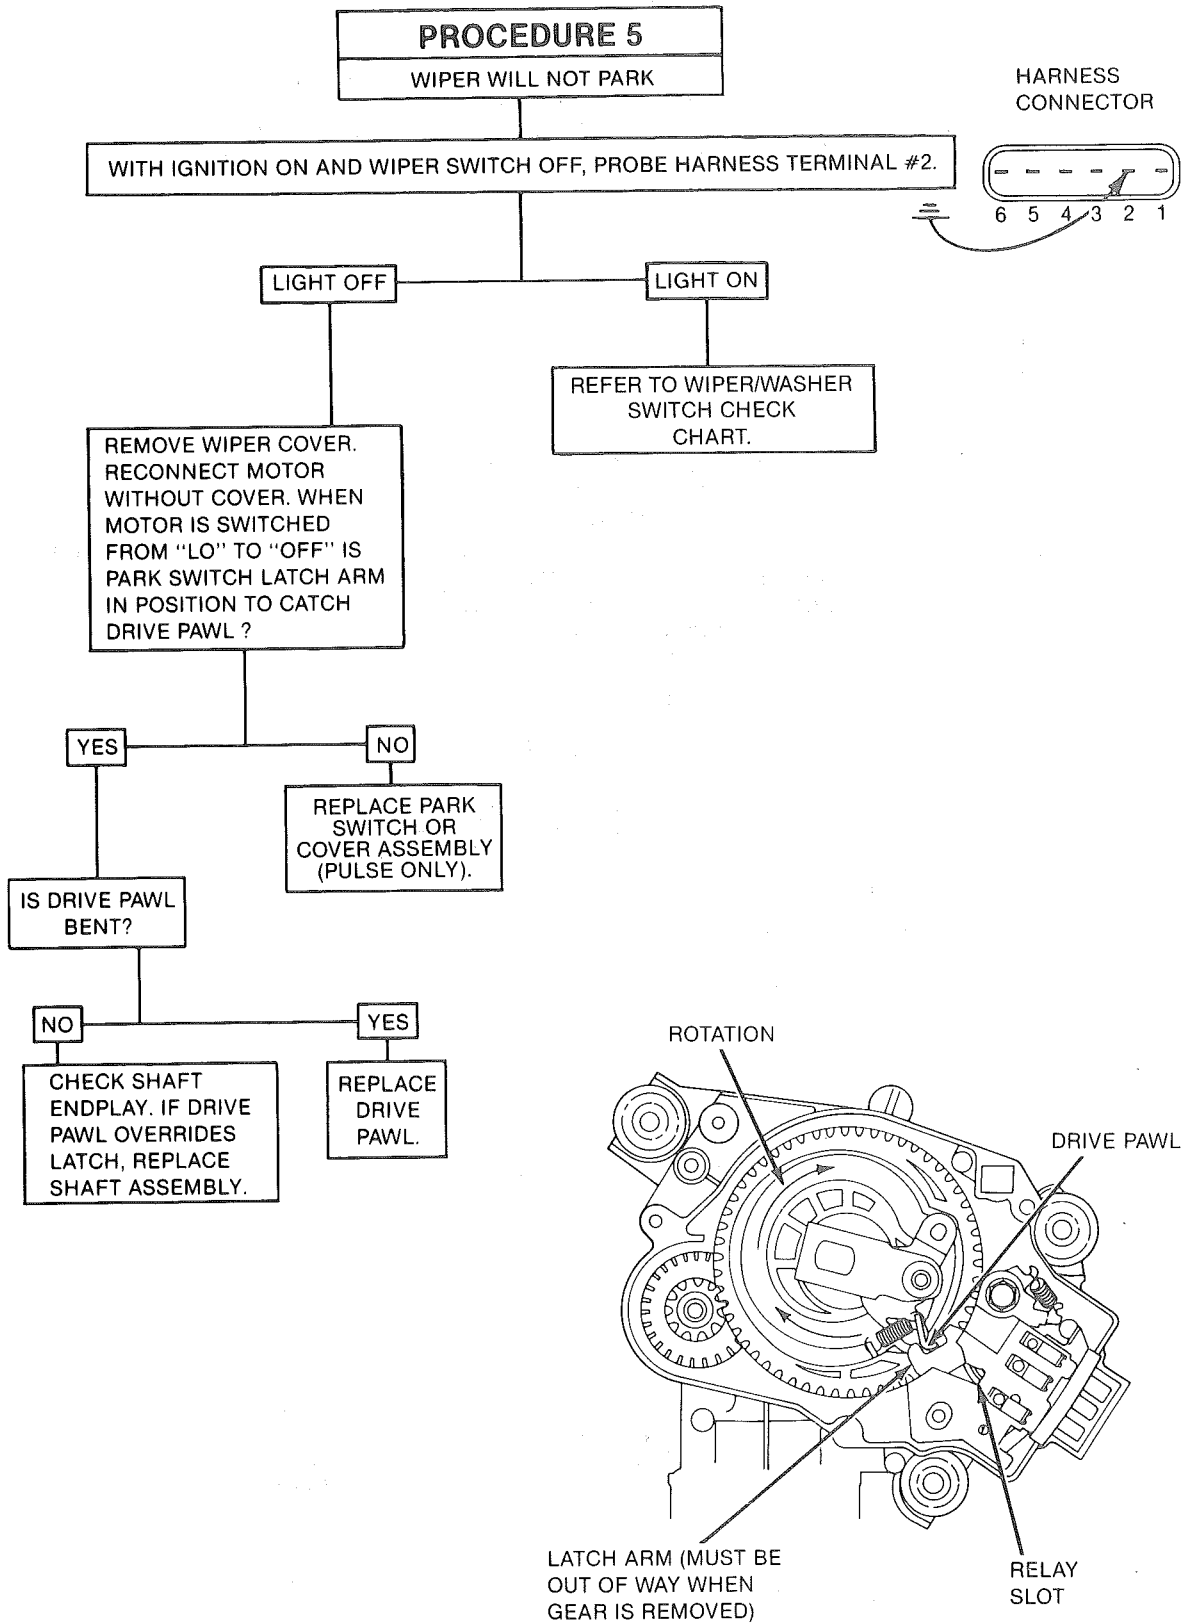 PROCEDURE 5
WIPER WILL NOT PARK
HARNESS
CONNECTOR
WITH IGNITION ON AND WIPER SWITCH OFF, PROBE HARNESS TERMINAL #2.
6 5 4 3 2 1
LIGHT OFF
LIGHT ON
REFER TO WIPER/WASHER
SWITCH CHECK
CHART.
REMOVE WIPER COVER.
RECONNECT MOTOR
WITHOUT COVER. WHEN
MOTOR IS SWITCHED
FROM "LO" TO "OFF" IS
PARK SWITCH LATCH ARM
IN POSITION TO CATCH
DRIVE PAWL ?
YES
NO
REPLACE PARK
SWITCH OR
COVER ASSEMBLY
(PULSE ONLY).
IS DRIVE PAWL
BENT?
NO
YES
CHECK SHAFT
ENDPLAY. IF DRIVE
PAWL OVERRIDES
LATCH, REPLACE
SHAFT ASSEMBLY.
REPLACE
DRIVE
PAWL.
ROTATION
DRIVE PAWL
LATCH ARM (MUST BE
OUT OF WAY WHEN
GEAR IS REMOVED)
RELAY
SLOT